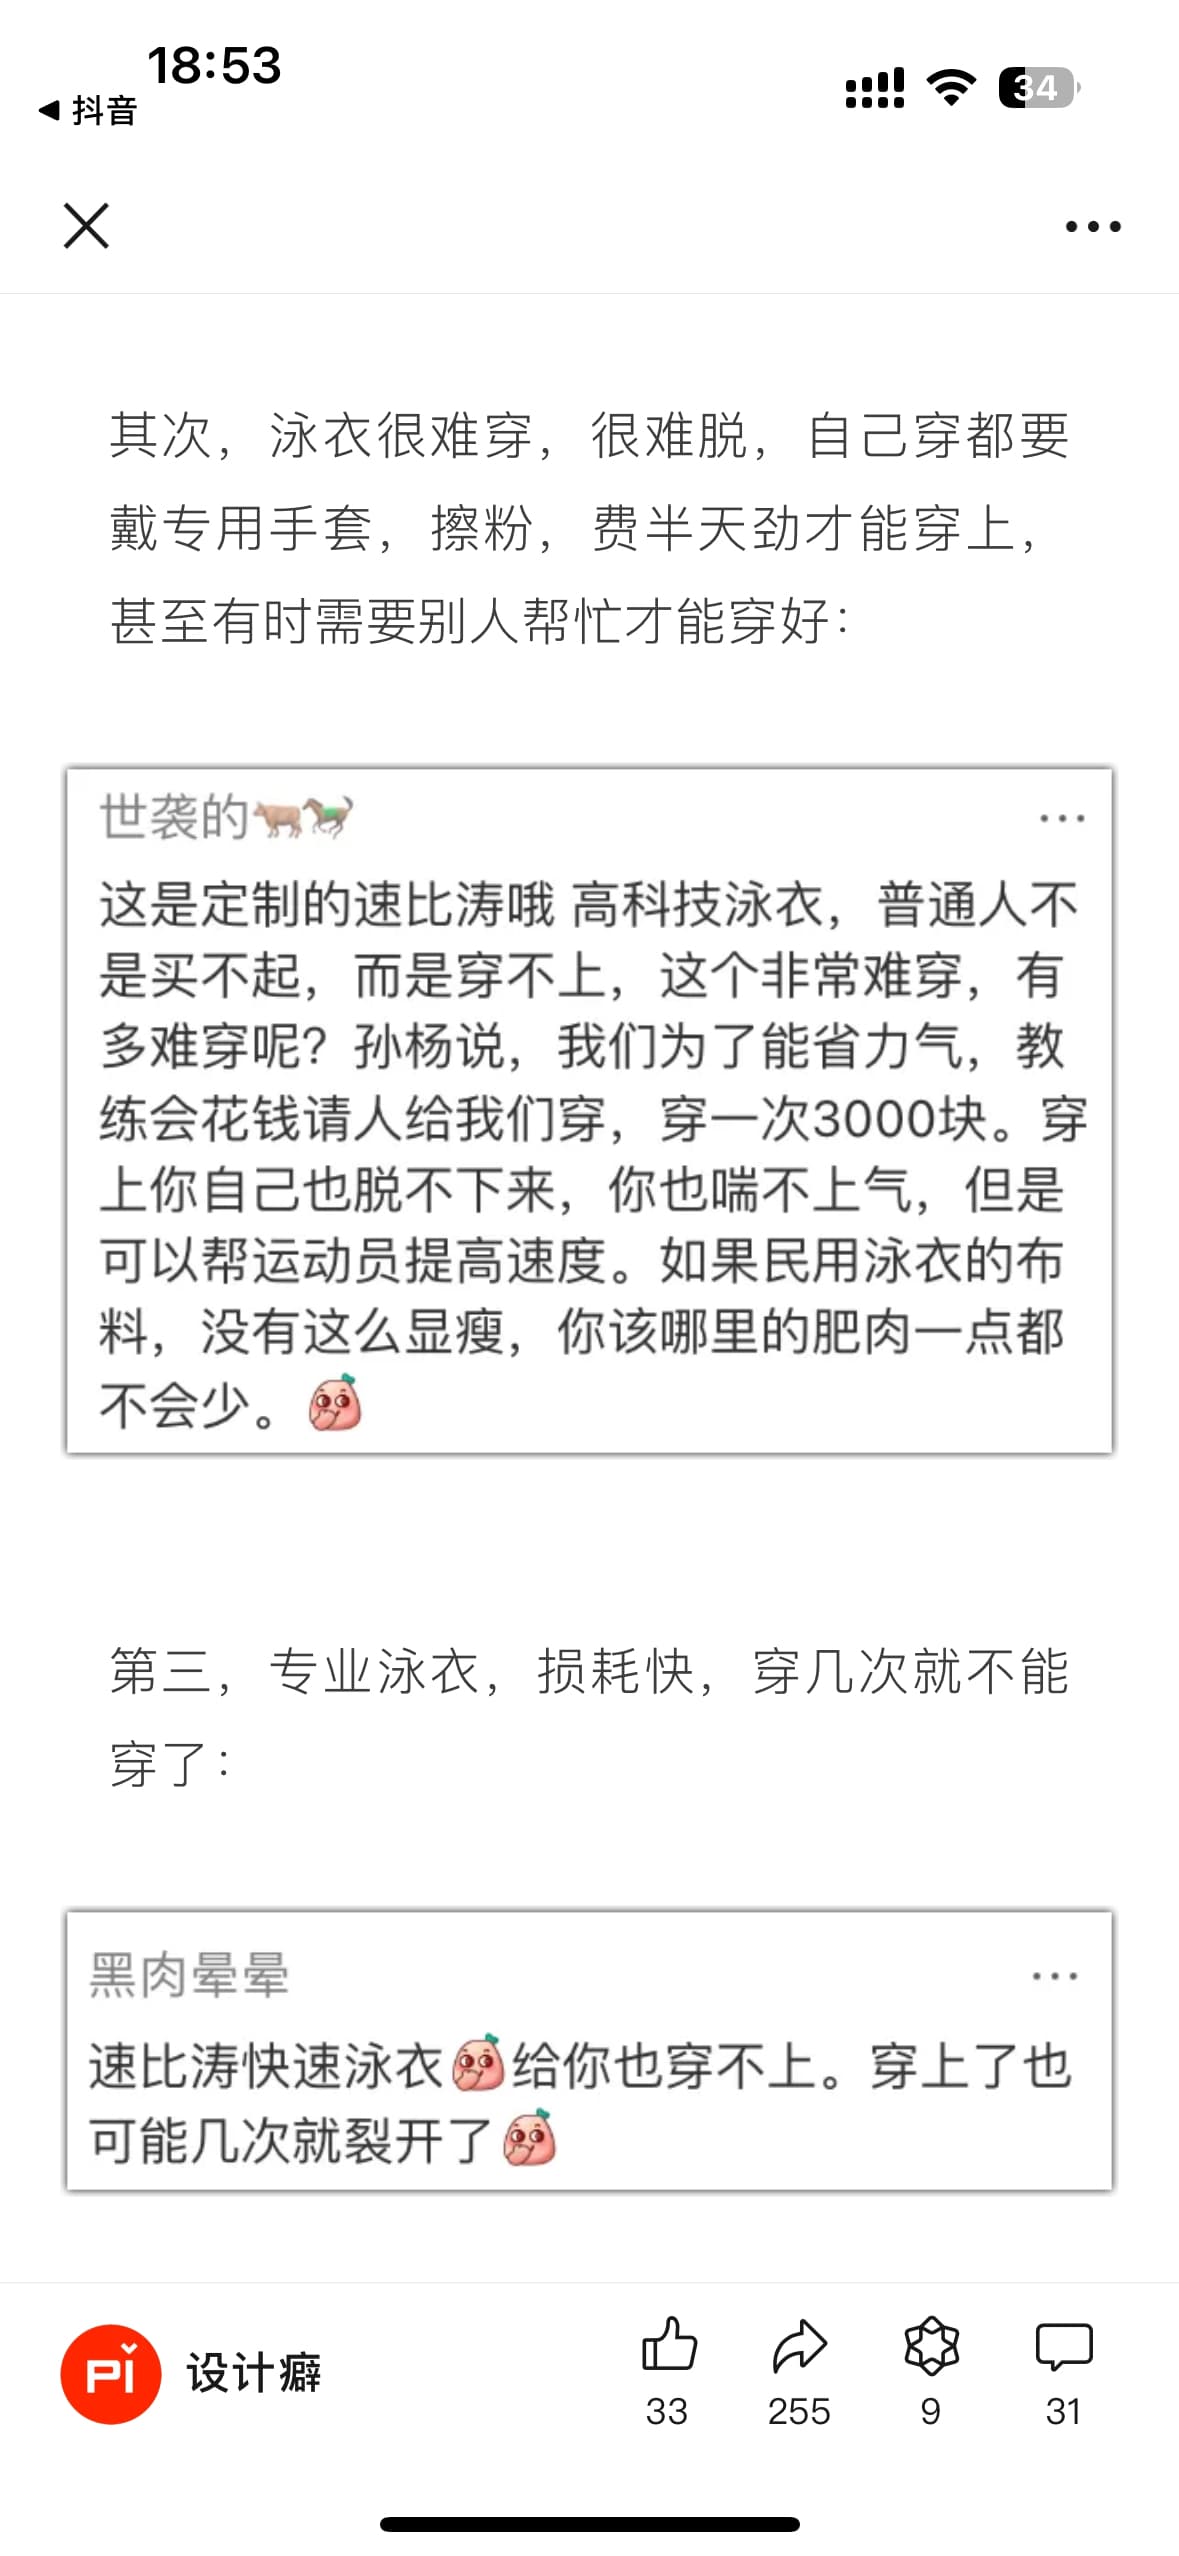 18:53
抖音
34
其次，泳衣很难穿，很难脱，自己穿都要
戴专用手套，擦粉，费半天劲才能穿上，
甚至有时需要别人帮忙才能穿好：
世袭的🐂🐎
这是定制的速比涛哦 高科技泳衣，普通人不
是买不起，而是穿不上，这个非常难穿，有
多难穿呢？孙杨说，我们为了能省力气，教
练会花钱请人给我们穿，穿一次3000块。穿
上你自己也脱不下来，你也喘不上气，但是
可以帮运动员提高速度。如果民用泳衣的布
料，没有这么显瘦，你该哪里的肥肉一点都
不会少。
第三，专业泳衣，损耗快，穿几次就不能
穿了：
黑肉晕晕
速比涛快速泳衣给你也穿不上。穿上了也
可能几次就裂开了
PI 设计癖
33 255 9 31